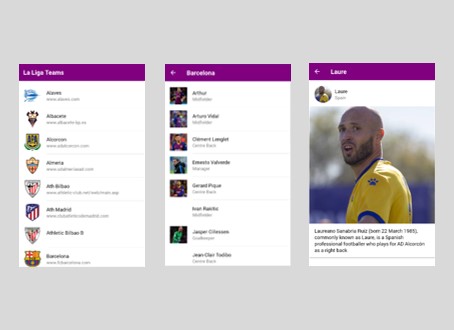 La Liga Teams
Alaves
www.alaves.com
Albacete
www.albacete-bp.es
Alcorcon
www.adalcorcon.com
Almeria
www.udalmeriasad.com
Ath Bilbao
www.athletic-club.net/web/main.asp
Ath Madrid
www.clubatleticodemadrid.com
Athletic Bilbao B
Barcelona
www.fcbarcelona.com
Barcelona
Arthur
Midfielder
Arturo Vidal
Midfielder
Clément Lenglet
Centre-Back
Ernesto Valverde
Manager
Gerard Pique
Centre-Back
Ivan Rakitic
Midfielder
Jasper Cillessen
Goalkeeper
Jean-Clair Todibo
Centre-Back
Laure
Laure
Spain
Laureano Sanabria Ruiz (born 22 March 1985),
commonly known as Laure, is a Spanish
professional footballer who plays for AD Alcorcón
as a right back